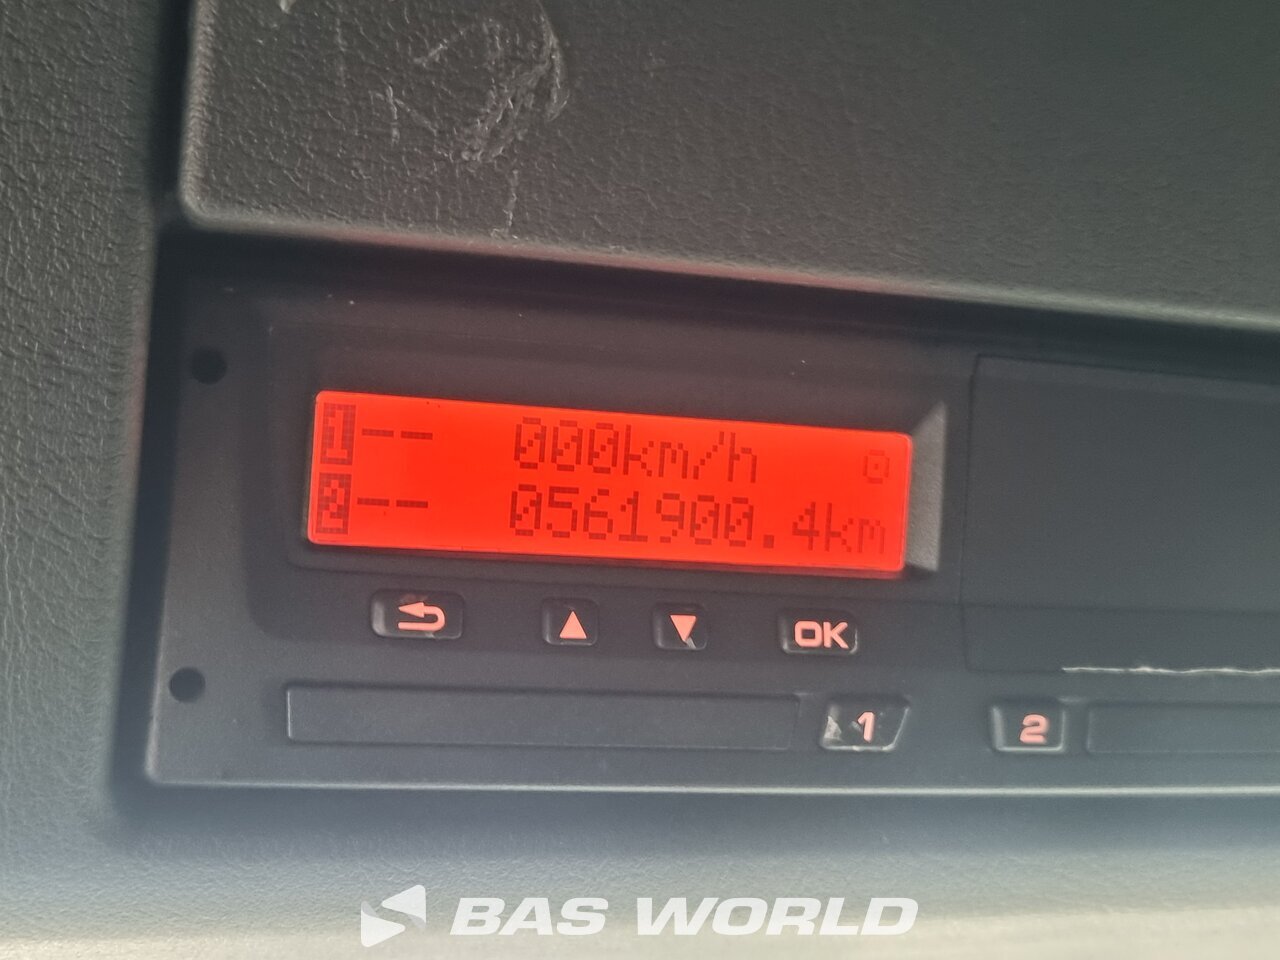 1-- 000km/h
2-- 0561900.4km
OK
1 2
BAS WORLD